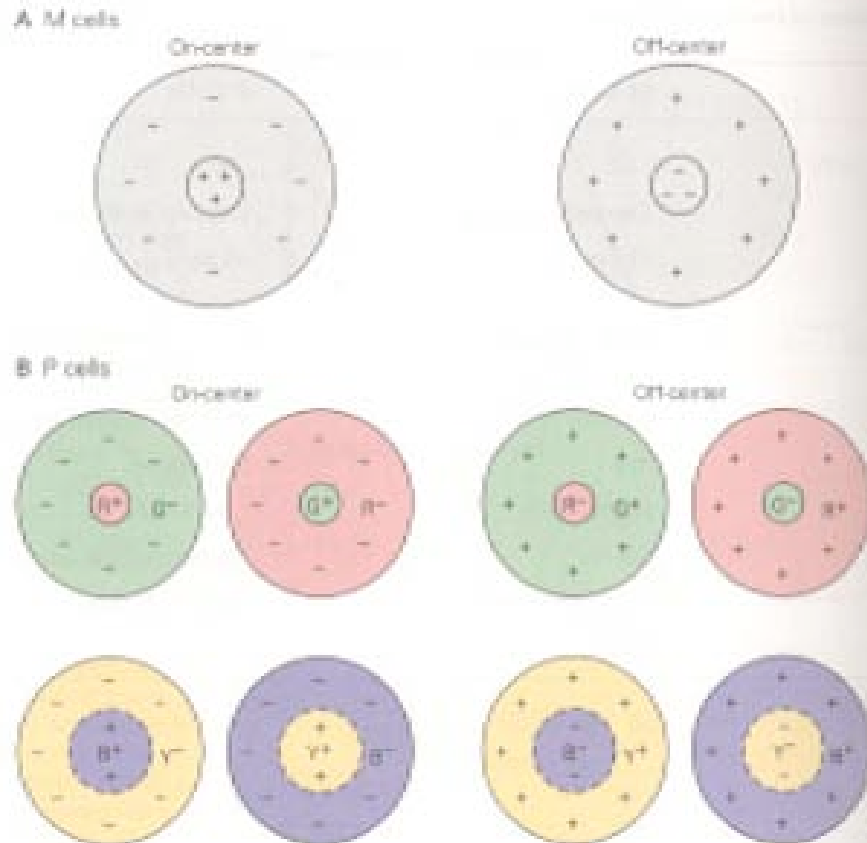 A M cells
On-center Off-center
− − − − − − − − + + + + + + + + + + + − − −
B P cells
On-center Off-center
R+ G− G+ R− R− G+ G− R+
B+ Y− Y+ B− B− Y+ Y− B+